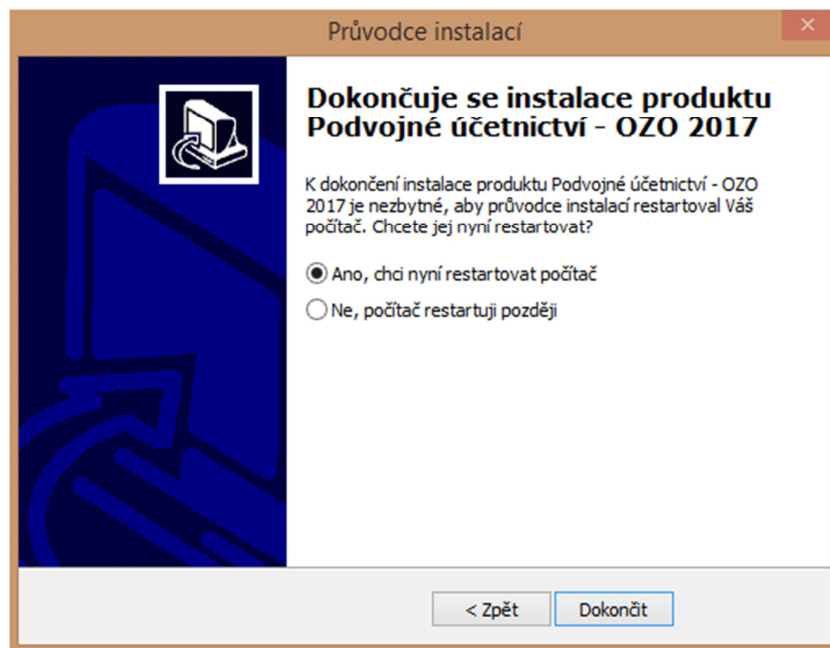 Průvodce instalací
Dokončuje se instalace produktu
Podvojné účetnictví - OZO 2017
K dokončení instalace produktu Podvojné účetnictví - OZO
2017 je nezbytné, aby průvodce instalací restartoval Váš
počítač. Chcete jej nyní restartovat?
Ano, chci nyní restartovat počítač
Ne, počítač restartuji později
< Zpět
Dokončit